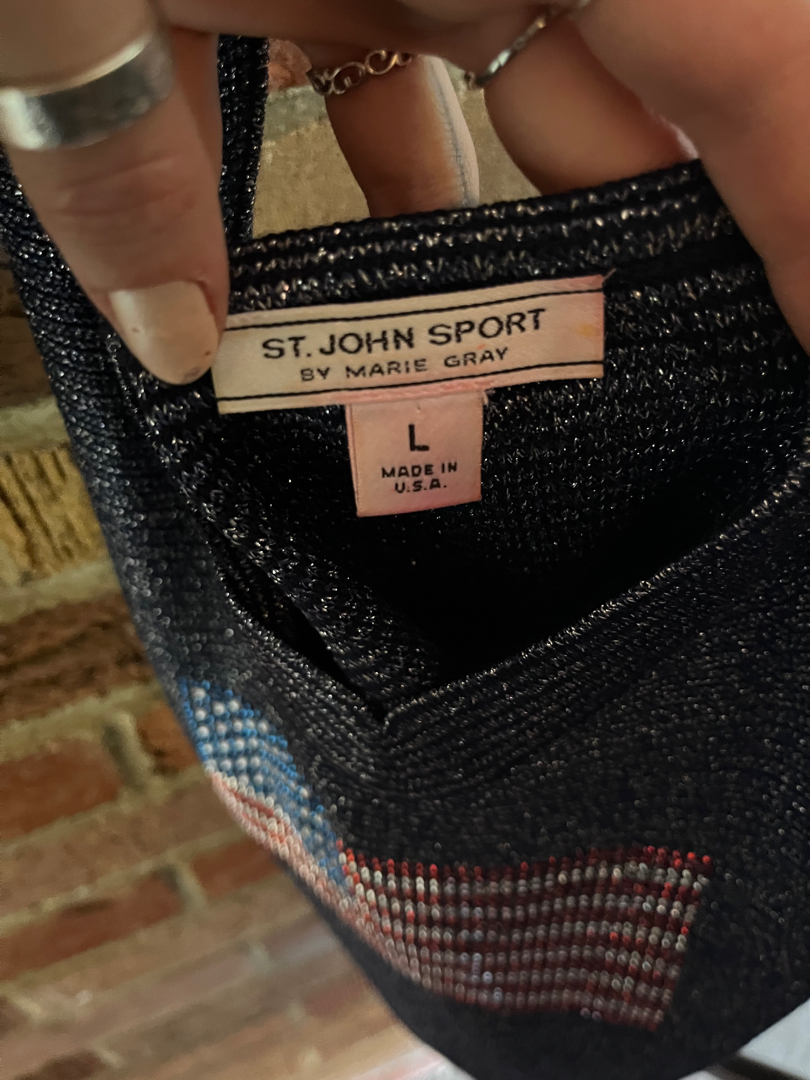 ST. JOHN SPORT
BY MARIE GRAY
L
MADE IN
U.S.A.